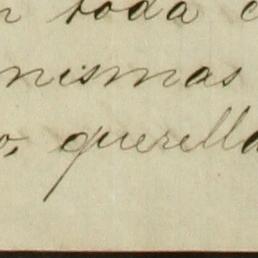 n toda c
mismas
o, querella